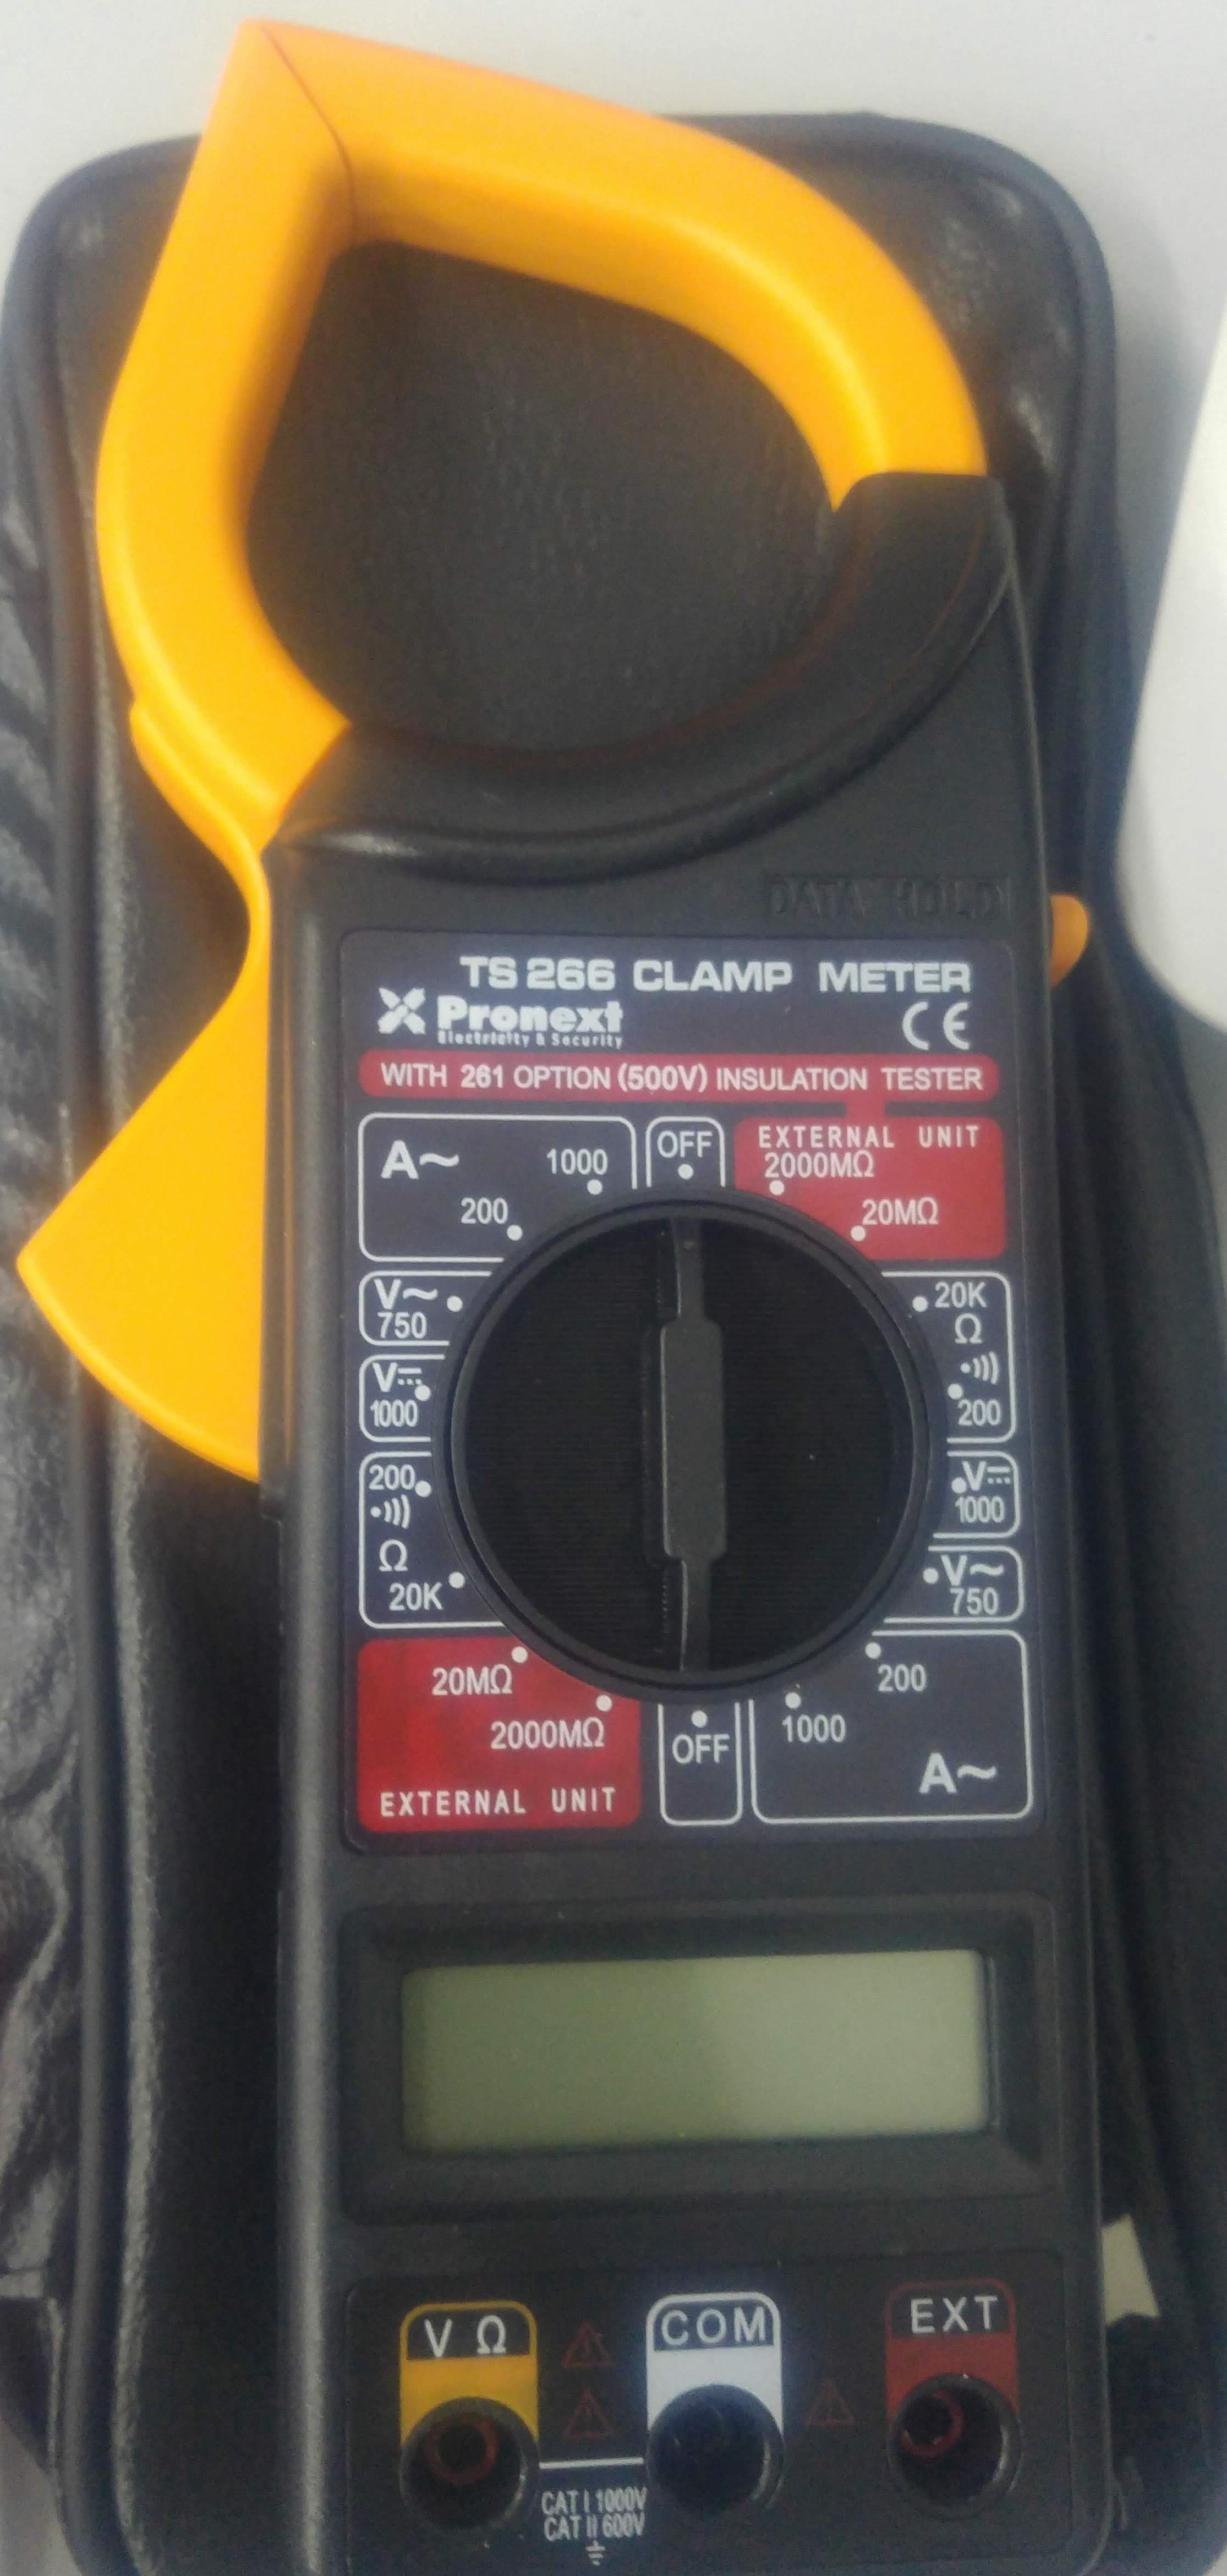 DATA HOLD
TS 266 CLAMP METER
Pronext
Electricity & Security
CE
WITH 261 OPTION (500V) INSULATION TESTER
A~
1000
200
OFF
EXTERNAL UNIT
2000MΩ
20MΩ
V~
750
V⎓
1000
200
Ω
20K
20K
Ω
200
V⎓
1000
V~
750
20MΩ
2000MΩ
EXTERNAL UNIT
OFF
200
1000
A~
V Ω
COM
EXT
CAT I 1000V
CAT II 600V